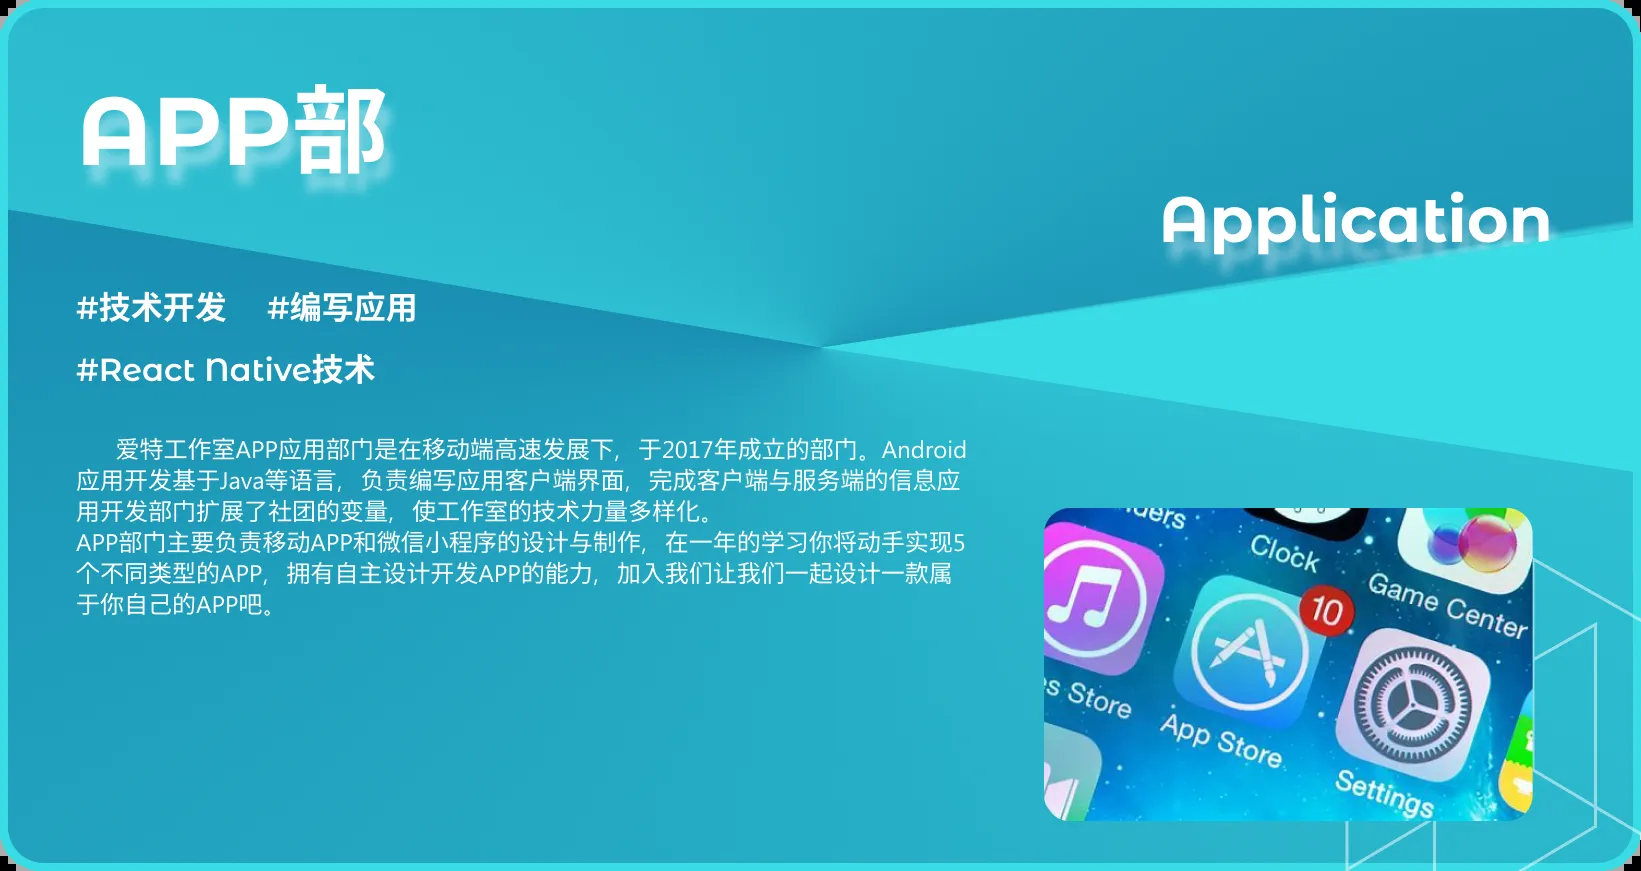 APP部
Application
#技术开发 #编写应用
#React Native技术
爱特工作室APP应用部门是在移动端高速发展下，于2017年成立的部门。Android
应用开发基于Java等语言，负责编写应用客户端界面，完成客户端与服务端的信息应
用开发部门扩展了社团的变量，使工作室的技术力量多样化。
APP部门主要负责移动APP和微信小程序的设计与制作，在一年的学习你将动手实现5
个不同类型的APP，拥有自主设计开发APP的能力，加入我们让我们一起设计一款属
于你自己的APP吧。
Clock
Game Center
10
Store
App Store
Settings